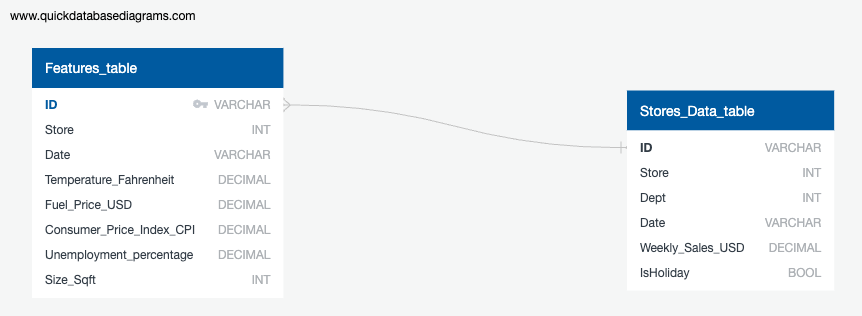 www.quickdatabasediagrams.com
Features_table
ID VARCHAR
Store INT
Date VARCHAR
Temperature_Fahrenheit DECIMAL
Fuel_Price_USD DECIMAL
Consumer_Price_Index_CPI DECIMAL
Unemployment_percentage DECIMAL
Size_Sqft INT
Stores_Data_table
ID VARCHAR
Store INT
Dept INT
Date VARCHAR
Weekly_Sales_USD DECIMAL
IsHoliday BOOL